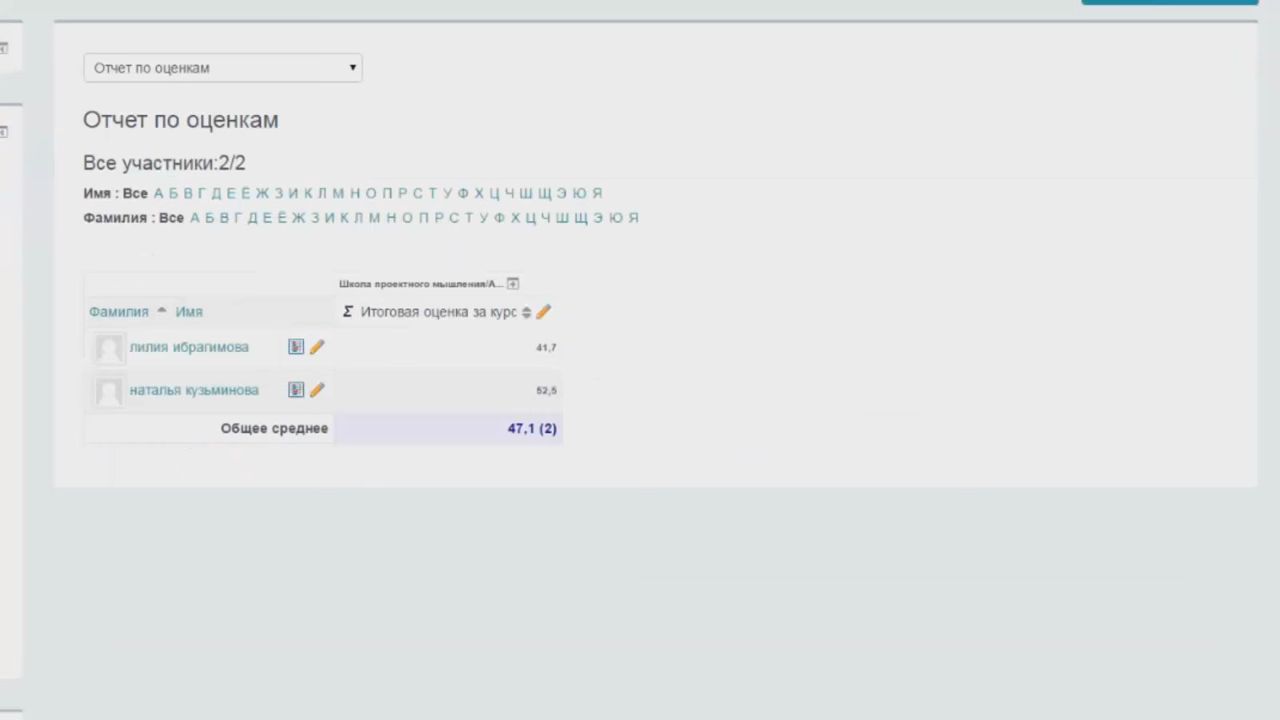 Отчет по оценкам
Отчет по оценкам
Все участники:2/2
Имя : Все А Б В Г Д Е Ё Ж З И К Л М Н О П Р С Т У Ф Х Ц Ч Ш Щ Э Ю Я
Фамилия : Все А Б В Г Д Е Ё Ж З И К Л М Н О П Р С Т У Ф Х Ц Ч Ш Щ Э Ю Я
Школа проектного мышления/А...
Фамилия Имя Σ Итоговая оценка за курс
лилия ибрагимова 41,7
наталья кузьминова 52,5
Общее среднее 47,1 (2)